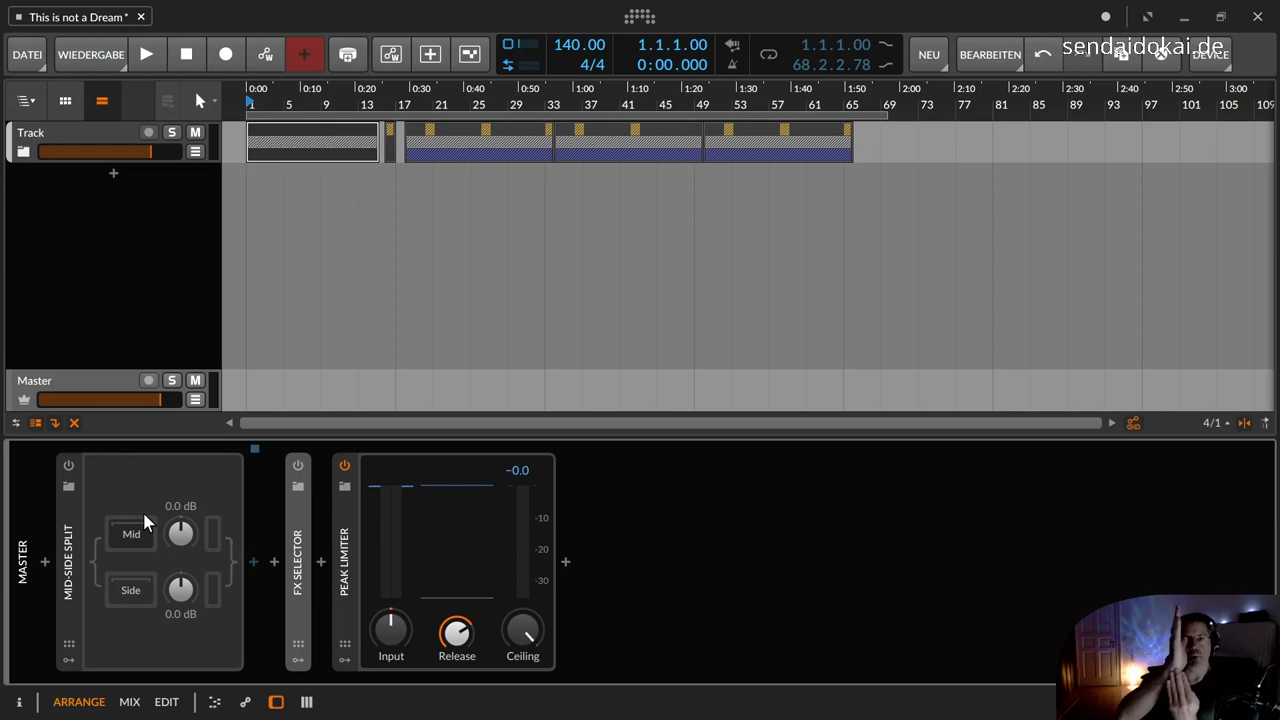 This is not a Dream*
DATEI
WIEDERGABE
140.00
4/4
1.1.1.00
0:00.000
1.1.1.00
68.2.2.78
NEU
BEARBEITEN
sendaidokai.de
DEVICE
0:00 0:10 0:20 0:30 0:40 0:50 1:00 1:10 1:20 1:30 1:40 1:50 2:00 2:10 2:20 2:30 2:40 2:50 3:00
1 5 9 13 17 21 25 29 33 37 41 45 49 53 57 61 65 69 73 77 81 85 89 93 97 101 105
Track
S M
Master
S M
4/1
MASTER
MID-SIDE SPLIT
0.0 dB
Mid
Side
0.0 dB
FX SELECTOR
PEAK LIMITER
−0.0
-10
-20
-30
Input
Release
Ceiling
i
ARRANGE
MIX
EDIT